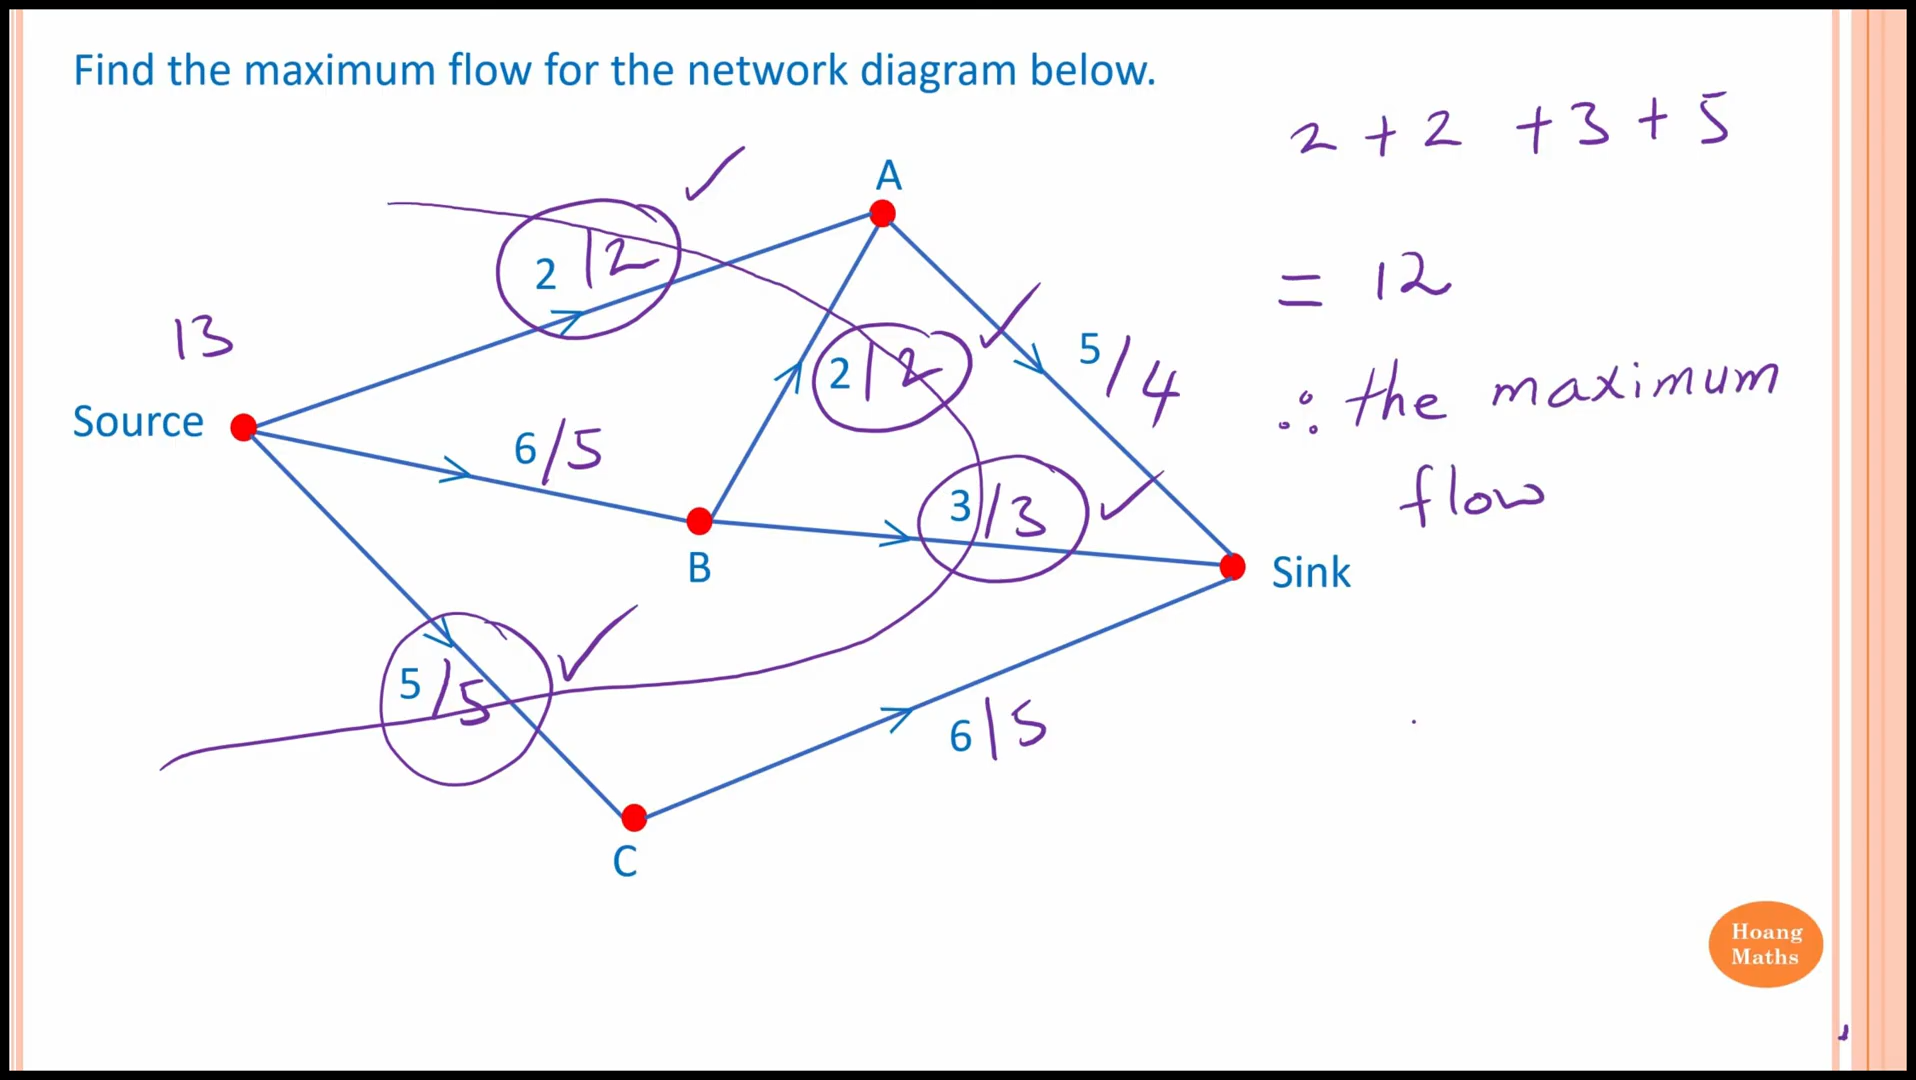 Find the maximum flow for the network diagram below.
2 + 2 + 3 + 5
A
2 | 2
= 12
13
2 | 2
5 / 4
∴ the maximum
Source
6 / 5
flow
3 / 3
B
Sink
5 / 5
6 | 5
C
Hoang
Maths